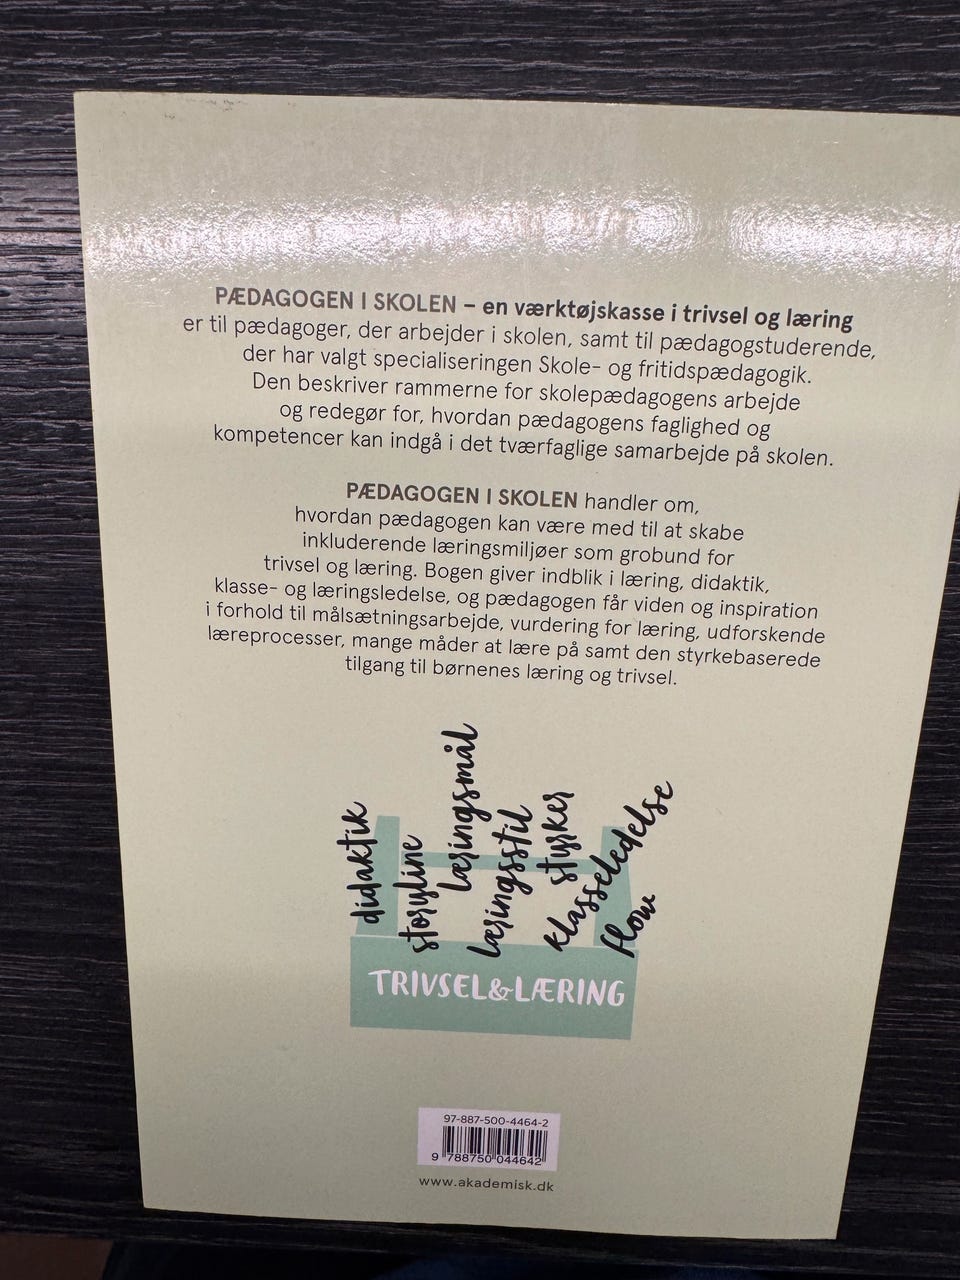 PÆDAGOGEN I SKOLEN – en værktøjskasse i trivsel og læring
er til pædagoger, der arbejder i skolen, samt til pædagogstuderende,
der har valgt specialiseringen Skole- og fritidspædagogik.
Den beskriver rammerne for skolepædagogens arbejde
og redegør for, hvordan pædagogens faglighed og
kompetencer kan indgå i det tværfaglige samarbejde på skolen.
PÆDAGOGEN I SKOLEN handler om,
hvordan pædagogen kan være med til at skabe
inkluderende læringsmiljøer som grobund for
trivsel og læring. Bogen giver indblik i læring, didaktik,
klasse- og læringsledelse, og pædagogen får viden og inspiration
i forhold til målsætningsarbejde, vurdering for læring, udforskende
læreprocesser, mange måder at lære på samt den styrkebaserede
tilgang til børnenes læring og trivsel.
didaktik
storyline
læringsmål
læringsstil
styrker
klasseledelse
flow
TRIVSEL&LÆRING
97-887-500-4464-2
9 788750 044642
www.akademisk.dk